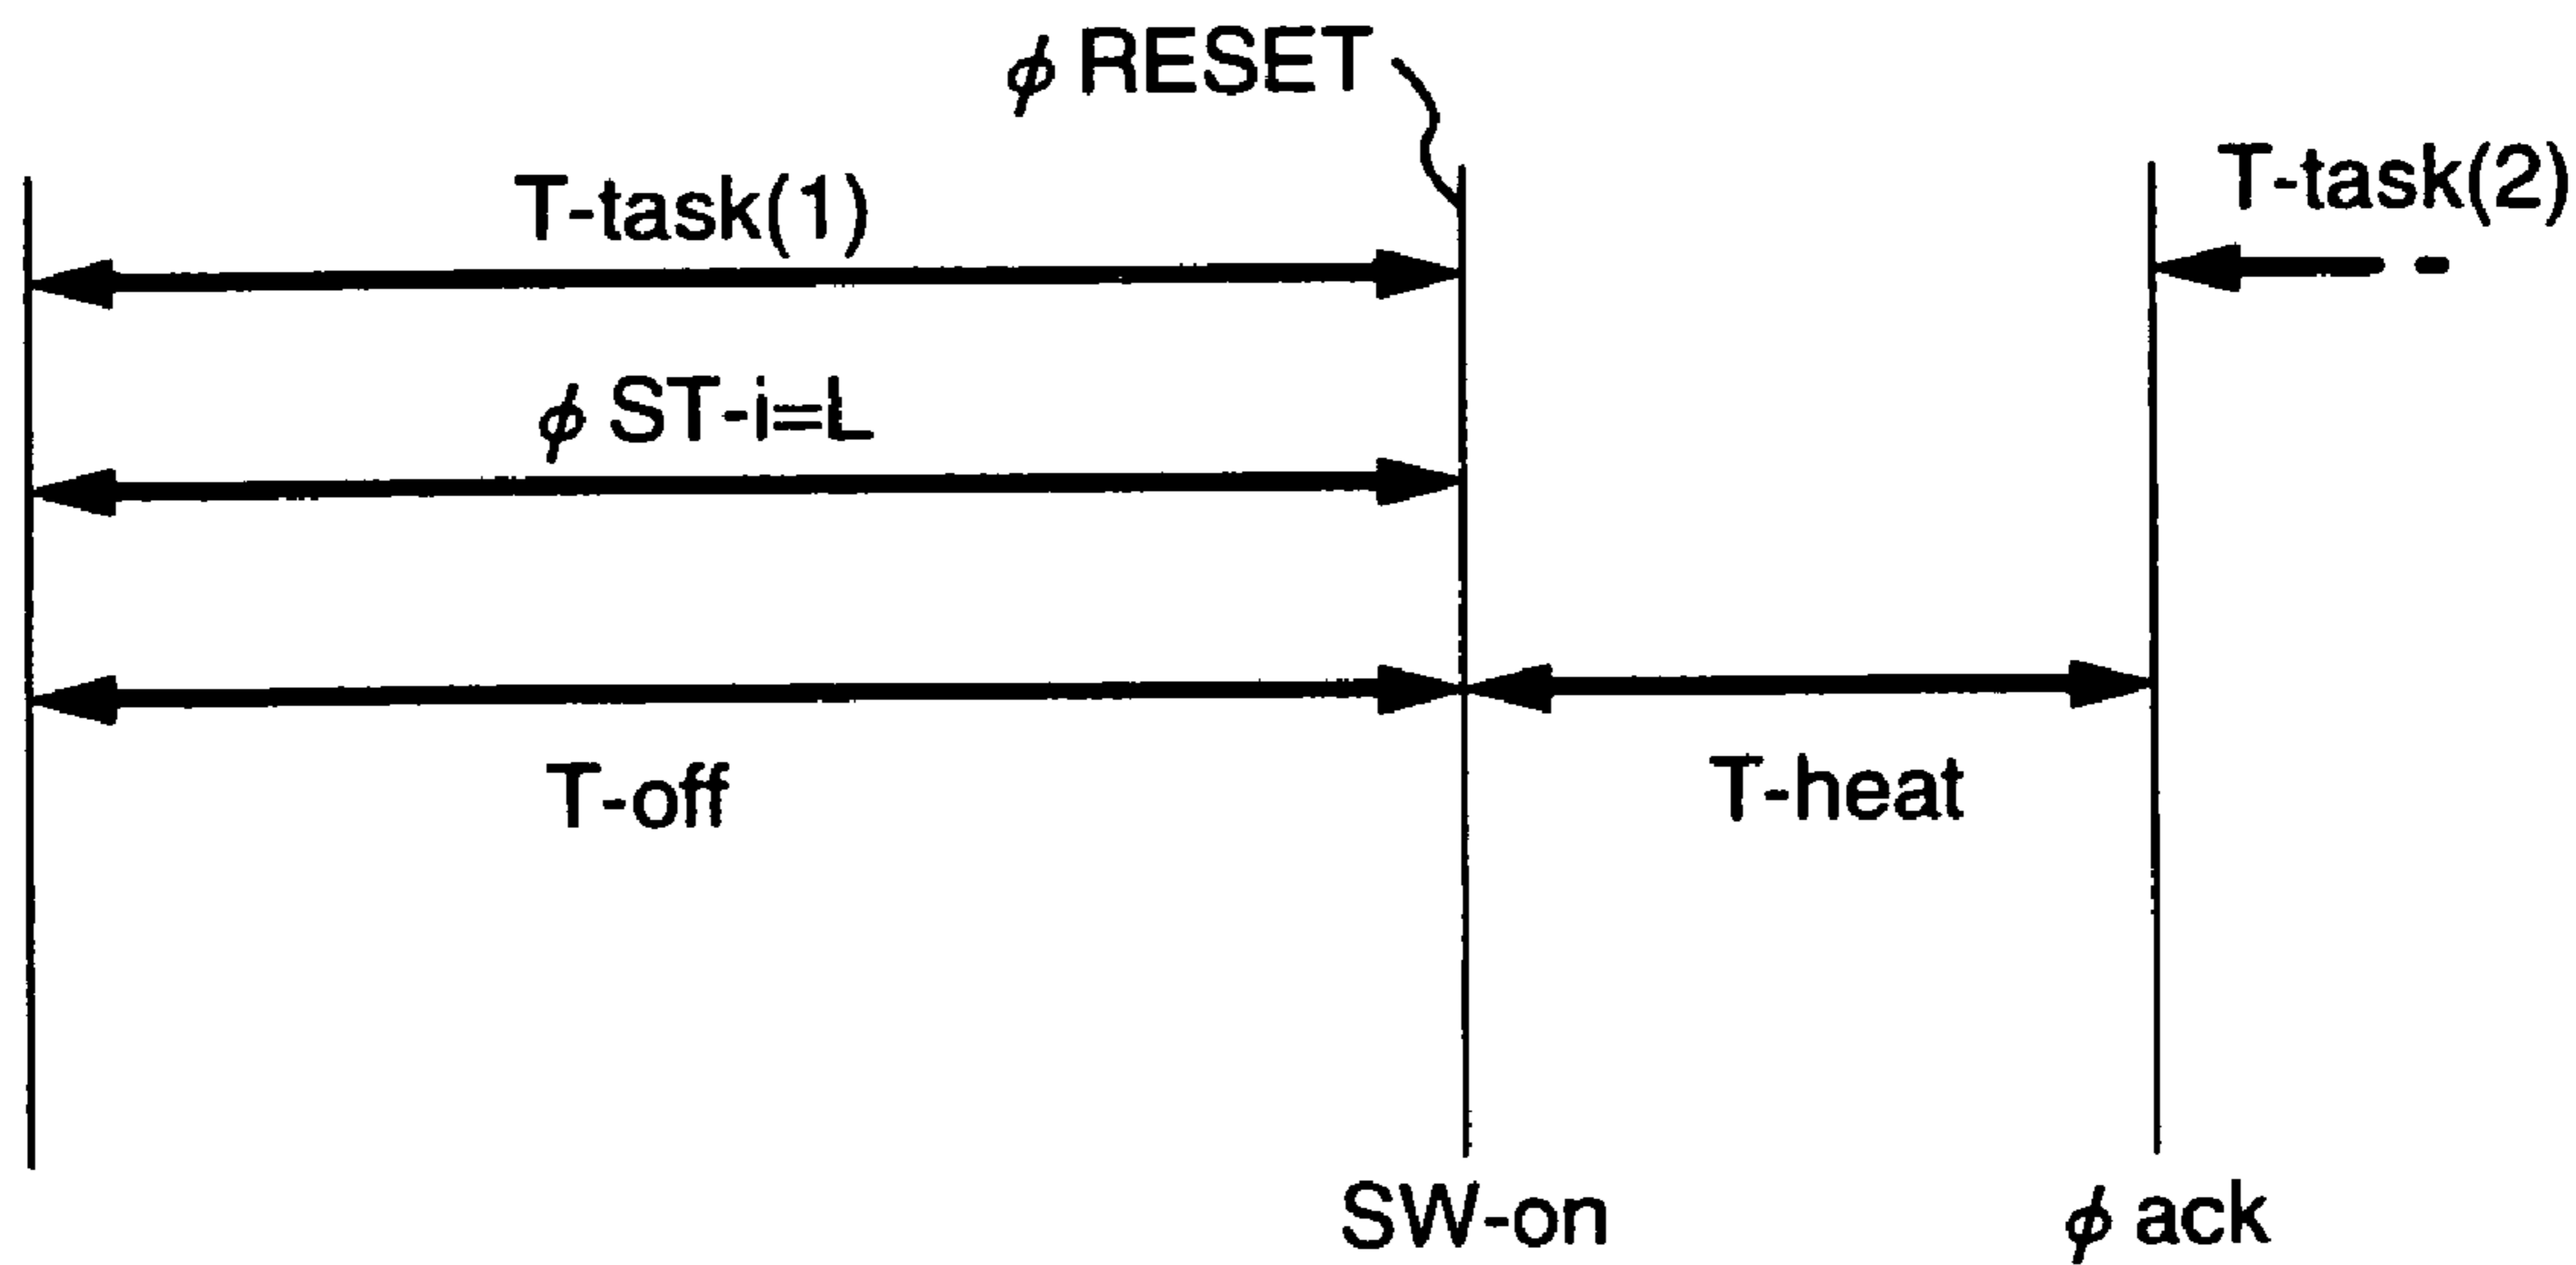 ϕ RESET
T-task(1)
T-task(2)
ϕ ST-i=L
T-off
T-heat
SW-on
ϕ ack